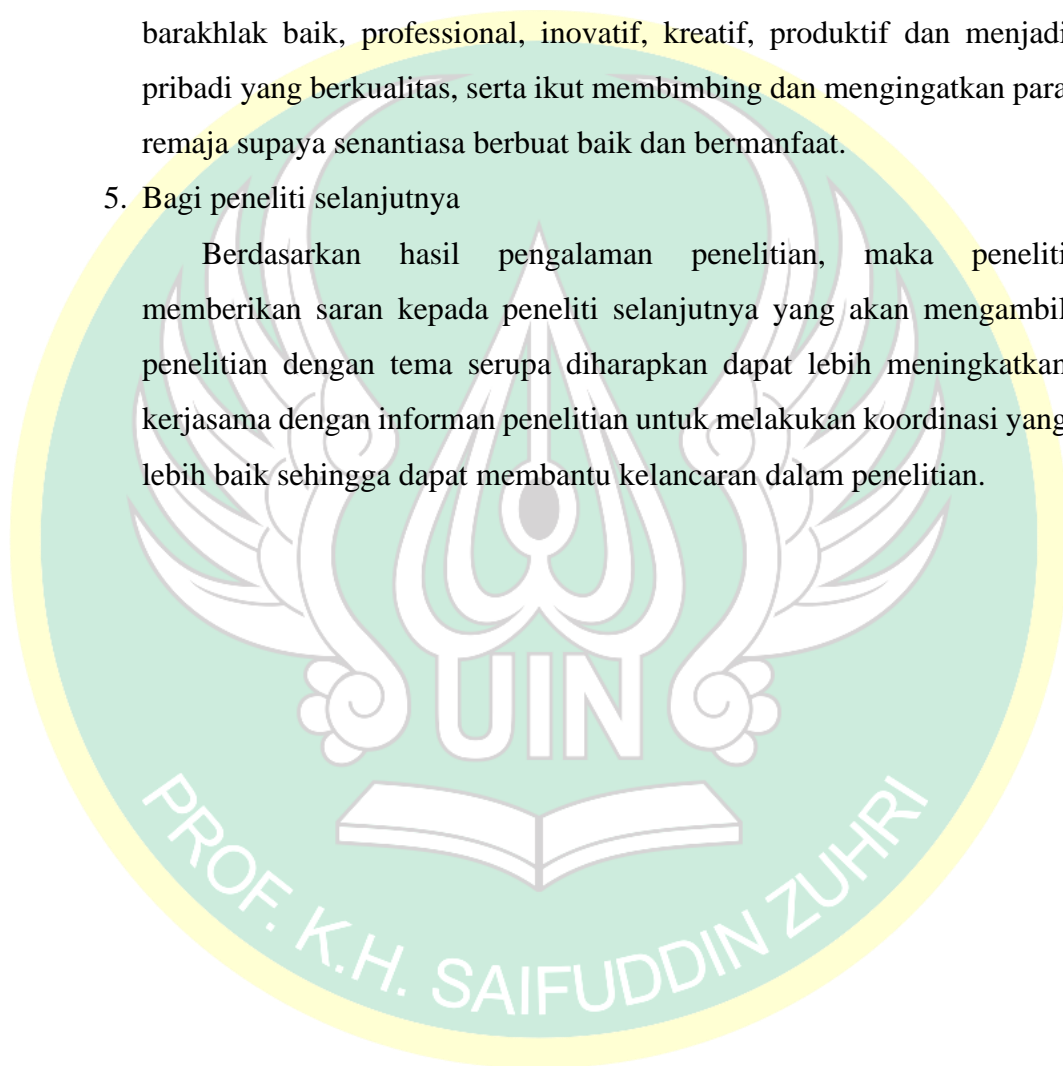 barakhlak baik, professional, inovatif, kreatif, produktif dan menjadi
pribadi yang berkualitas, serta ikut membimbing dan mengingatkan para
remaja supaya senantiasa berbuat baik dan bermanfaat.
5. Bagi peneliti selanjutnya
Berdasarkan hasil pengalaman penelitian, maka peneliti
memberikan saran kepada peneliti selanjutnya yang akan mengambil
penelitian dengan tema serupa diharapkan dapat lebih meningkatkan
kerjasama dengan informan penelitian untuk melakukan koordinasi yang
lebih baik sehingga dapat membantu kelancaran dalam penelitian.
UIN
PROF. K.H. SAIFUDDIN ZUHRI